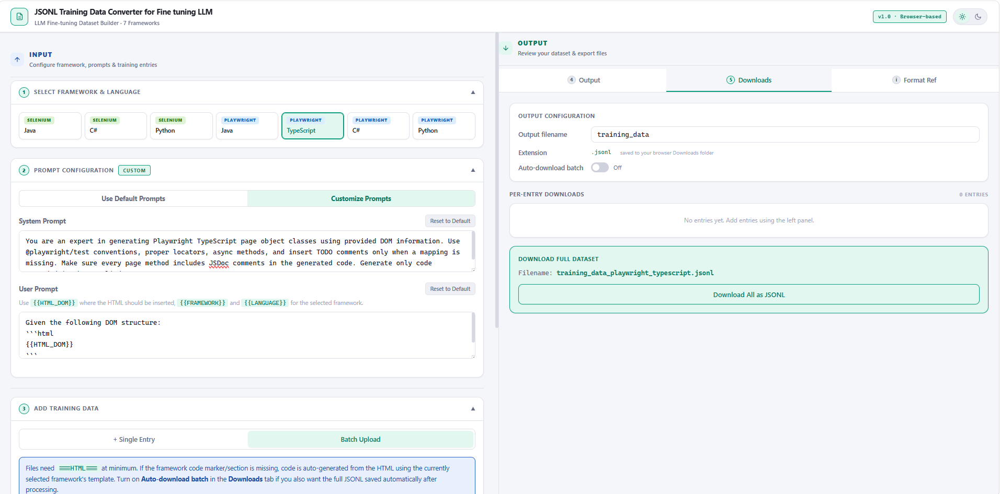 JSONL Training Data Converter for Fine tuning LLM
LLM Fine-tuning Dataset Builder · 7 Frameworks
v1.0 · Browser-based
INPUT
Configure framework, prompts & training entries
1 SELECT FRAMEWORK & LANGUAGE ▲
SELENIUM
Java
SELENIUM
C#
SELENIUM
Python
PLAYWRIGHT
Java
PLAYWRIGHT
TypeScript
PLAYWRIGHT
C#
PLAYWRIGHT
Python
2 PROMPT CONFIGURATION CUSTOM ▲
Use Default Prompts
Customize Prompts
System Prompt
Reset to Default
You are an expert in generating Playwright TypeScript page object classes using provided DOM information. Use
@playwright/test conventions, proper locators, async methods, and insert TODO comments only when a mapping is
missing. Make sure every page method includes JSDoc comments in the generated code. Generate only code
User Prompt
Reset to Default
Use {{HTML_DOM}} where the HTML should be inserted, {{FRAMEWORK}} and {{LANGUAGE}} for the selected framework.
Given the following DOM structure:
```html
{{HTML_DOM}}
```
3 ADD TRAINING DATA ▲
+ Single Entry
Batch Upload
Files need ===HTML=== at minimum. If the framework code marker/section is missing, code is auto-generated from the HTML using the currently
selected framework's template. Turn on Auto-download batch in the Downloads tab if you also want the full JSONL saved automatically after
processing.
OUTPUT
Review your dataset & export files
4 Output
5 Downloads
i Format Ref
OUTPUT CONFIGURATION
Output filename training_data
Extension .jsonl saved to your browser Downloads folder
Auto-download batch Off
PER-ENTRY DOWNLOADS 0 ENTRIES
No entries yet. Add entries using the left panel.
DOWNLOAD FULL DATASET
Filename: training_data_playwright_typescript.jsonl
Download All as JSONL